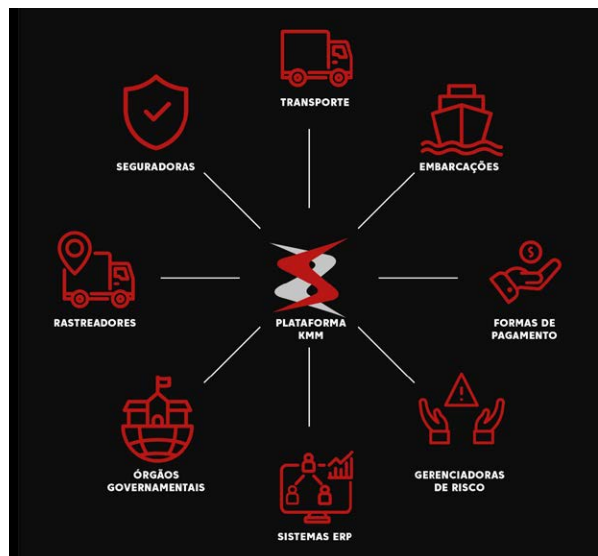 TRANSPORTE
SEGURADORAS
EMBARCAÇÕES
RASTREADORES
PLATAFORMA
KMM
$
FORMAS DE
PAGAMENTO
ÓRGÃOS
GOVERNAMENTAIS
GERENCIADORAS
DE RISCO
SISTEMAS ERP